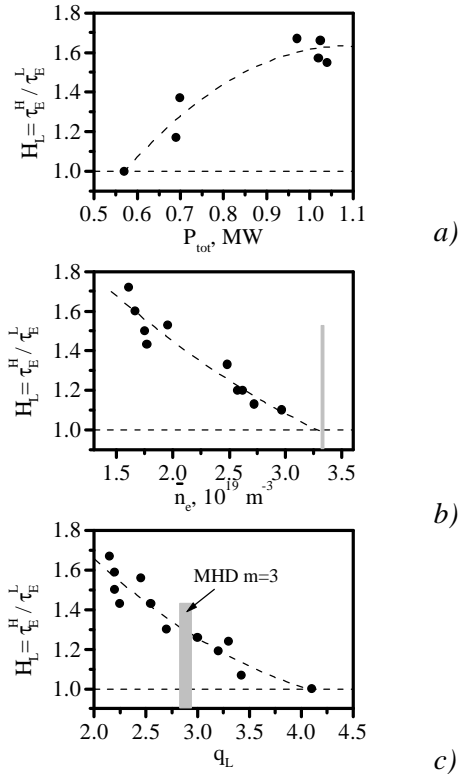 1.8
1.6
1.4
1.2
1.0
H_L = τ_E^H / τ_E^L
0.5 0.6 0.7 0.8 0.9 1.0 1.1
P_tot, MW
a)
1.8
1.6
1.4
1.2
1.0
H_L = τ_E^H / τ_E^L
1.5 2.0 2.5 3.0 3.5
n̄_e, 10^19 m^-3
b)
1.8
1.6
1.4
1.2
1.0
H_L = τ_E^H / τ_E^L
MHD m=3
2.0 2.5 3.0 3.5 4.0 4.5
q_L
c)